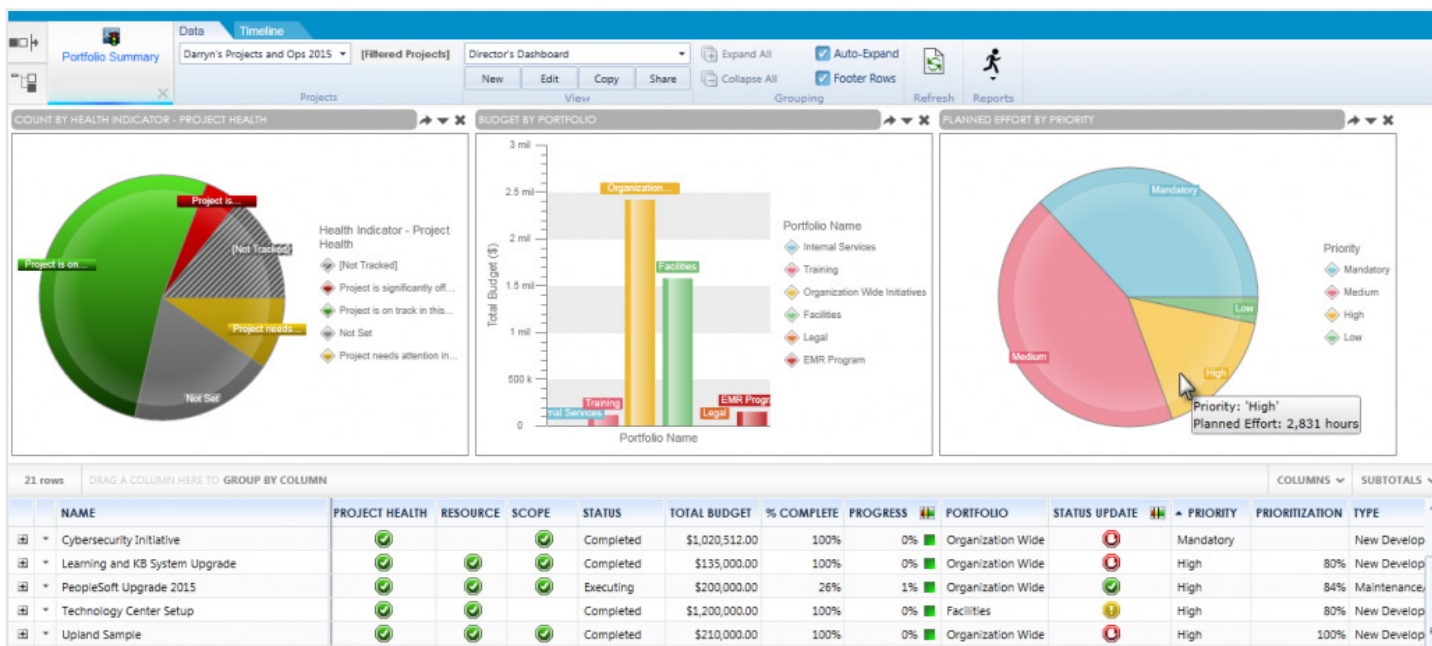 Data Timeline
Portfolio Summary
Darryn's Projects and Ops 2015 [Filtered Projects]
Projects
Director's Dashboard
New Edit Copy Share
View
Expand All Auto-Expand
Collapse All Footer Rows
Grouping
Refresh
Reports
COUNT BY HEALTH INDICATOR - PROJECT HEALTH
Project is...
[Not Tracked]
Project is on...
Project needs...
Not Set
Health Indicator - Project
Health
[Not Tracked]
Project is significantly off...
Project is on track in this...
Not Set
Project needs attention in...
BUDGET BY PORTFOLIO
Total Budget ($)
3 mil
2.5 mil
2 mil
1.5 mil
1 mil
500 k
0
Organization...
Facilities
Training
nal Services
Legal
EMR Progr
Portfolio Name
Portfolio Name
Internal Services
Training
Organization Wide Initiatives
Facilities
Legal
EMR Program
PLANNED EFFORT BY PRIORITY
Mandatory
Low
High
Medium
Priority: 'High'
Planned Effort: 2,831 hours
Priority
Mandatory
Medium
High
Low
21 rows DRAG A COLUMN HERE TO GROUP BY COLUMN COLUMNS SUBTOTALS
NAME PROJECT HEALTH RESOURCE SCOPE STATUS TOTAL BUDGET % COMPLETE PROGRESS PORTFOLIO STATUS UPDATE PRIORITY PRIORITIZATION TYPE
Cybersecurity Initiative Completed $1,020,512.00 100% 0% Organization Wide Mandatory New Develop
Learning and KB System Upgrade Completed $135,000.00 100% 0% Organization Wide High 80% New Develop
PeopleSoft Upgrade 2015 Executing $200,000.00 26% 1% Organization Wide High 84% Maintenance/
Technology Center Setup Completed $1,200,000.00 100% 0% Facilities High 80% New Develop
Upland Sample Completed $210,000.00 100% 0% Organization Wide High 100% New Develop